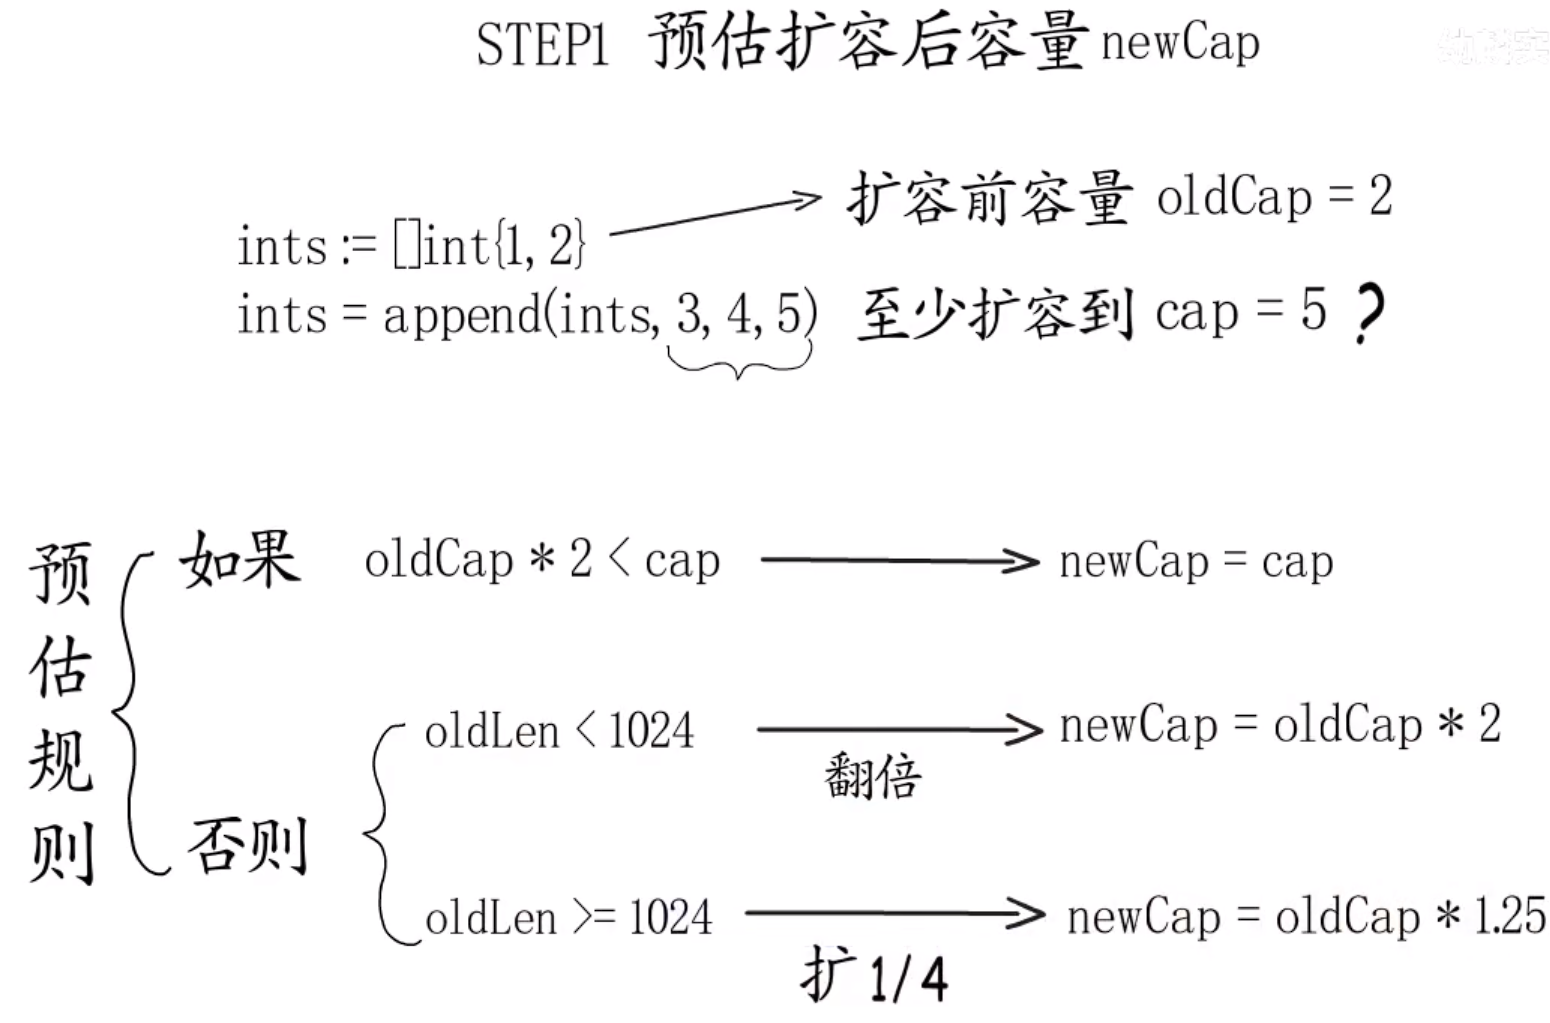 STEP1 预估扩容后容量 newCap
ints := []int{1, 2}
扩容前容量 oldCap = 2
ints = append(ints, 3, 4, 5) 至少扩容到 cap = 5 ?
预估规则
如果 oldCap * 2 < cap
newCap = cap
否则
oldLen < 1024
翻倍
newCap = oldCap * 2
oldLen >= 1024
扩 1/4
newCap = oldCap * 1.25